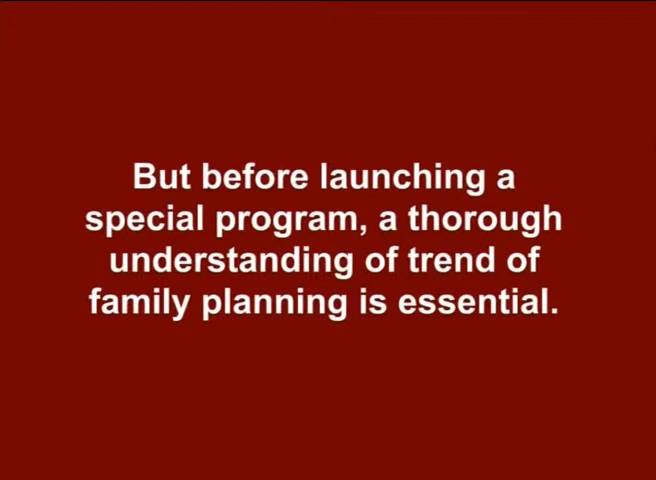 But before launching a
special program, a thorough
understanding of trend of
family planning is essential.